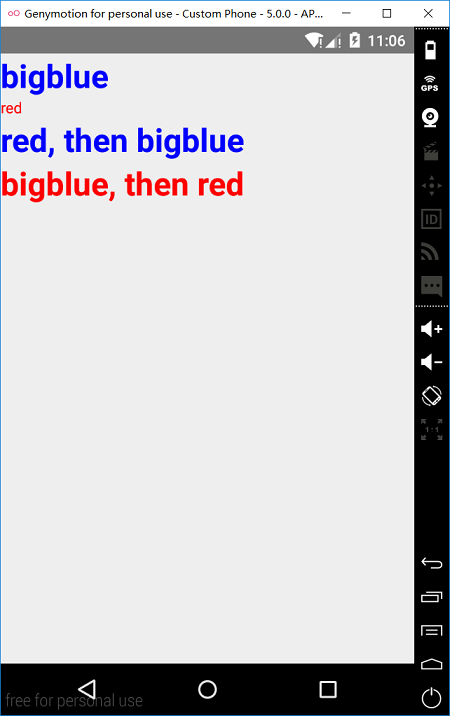 Genymotion for personal use - Custom Phone - 5.0.0 - AP...
11:06
GPS
bigblue
red
red, then bigblue
bigblue, then red
ID
1:1
free for personal use